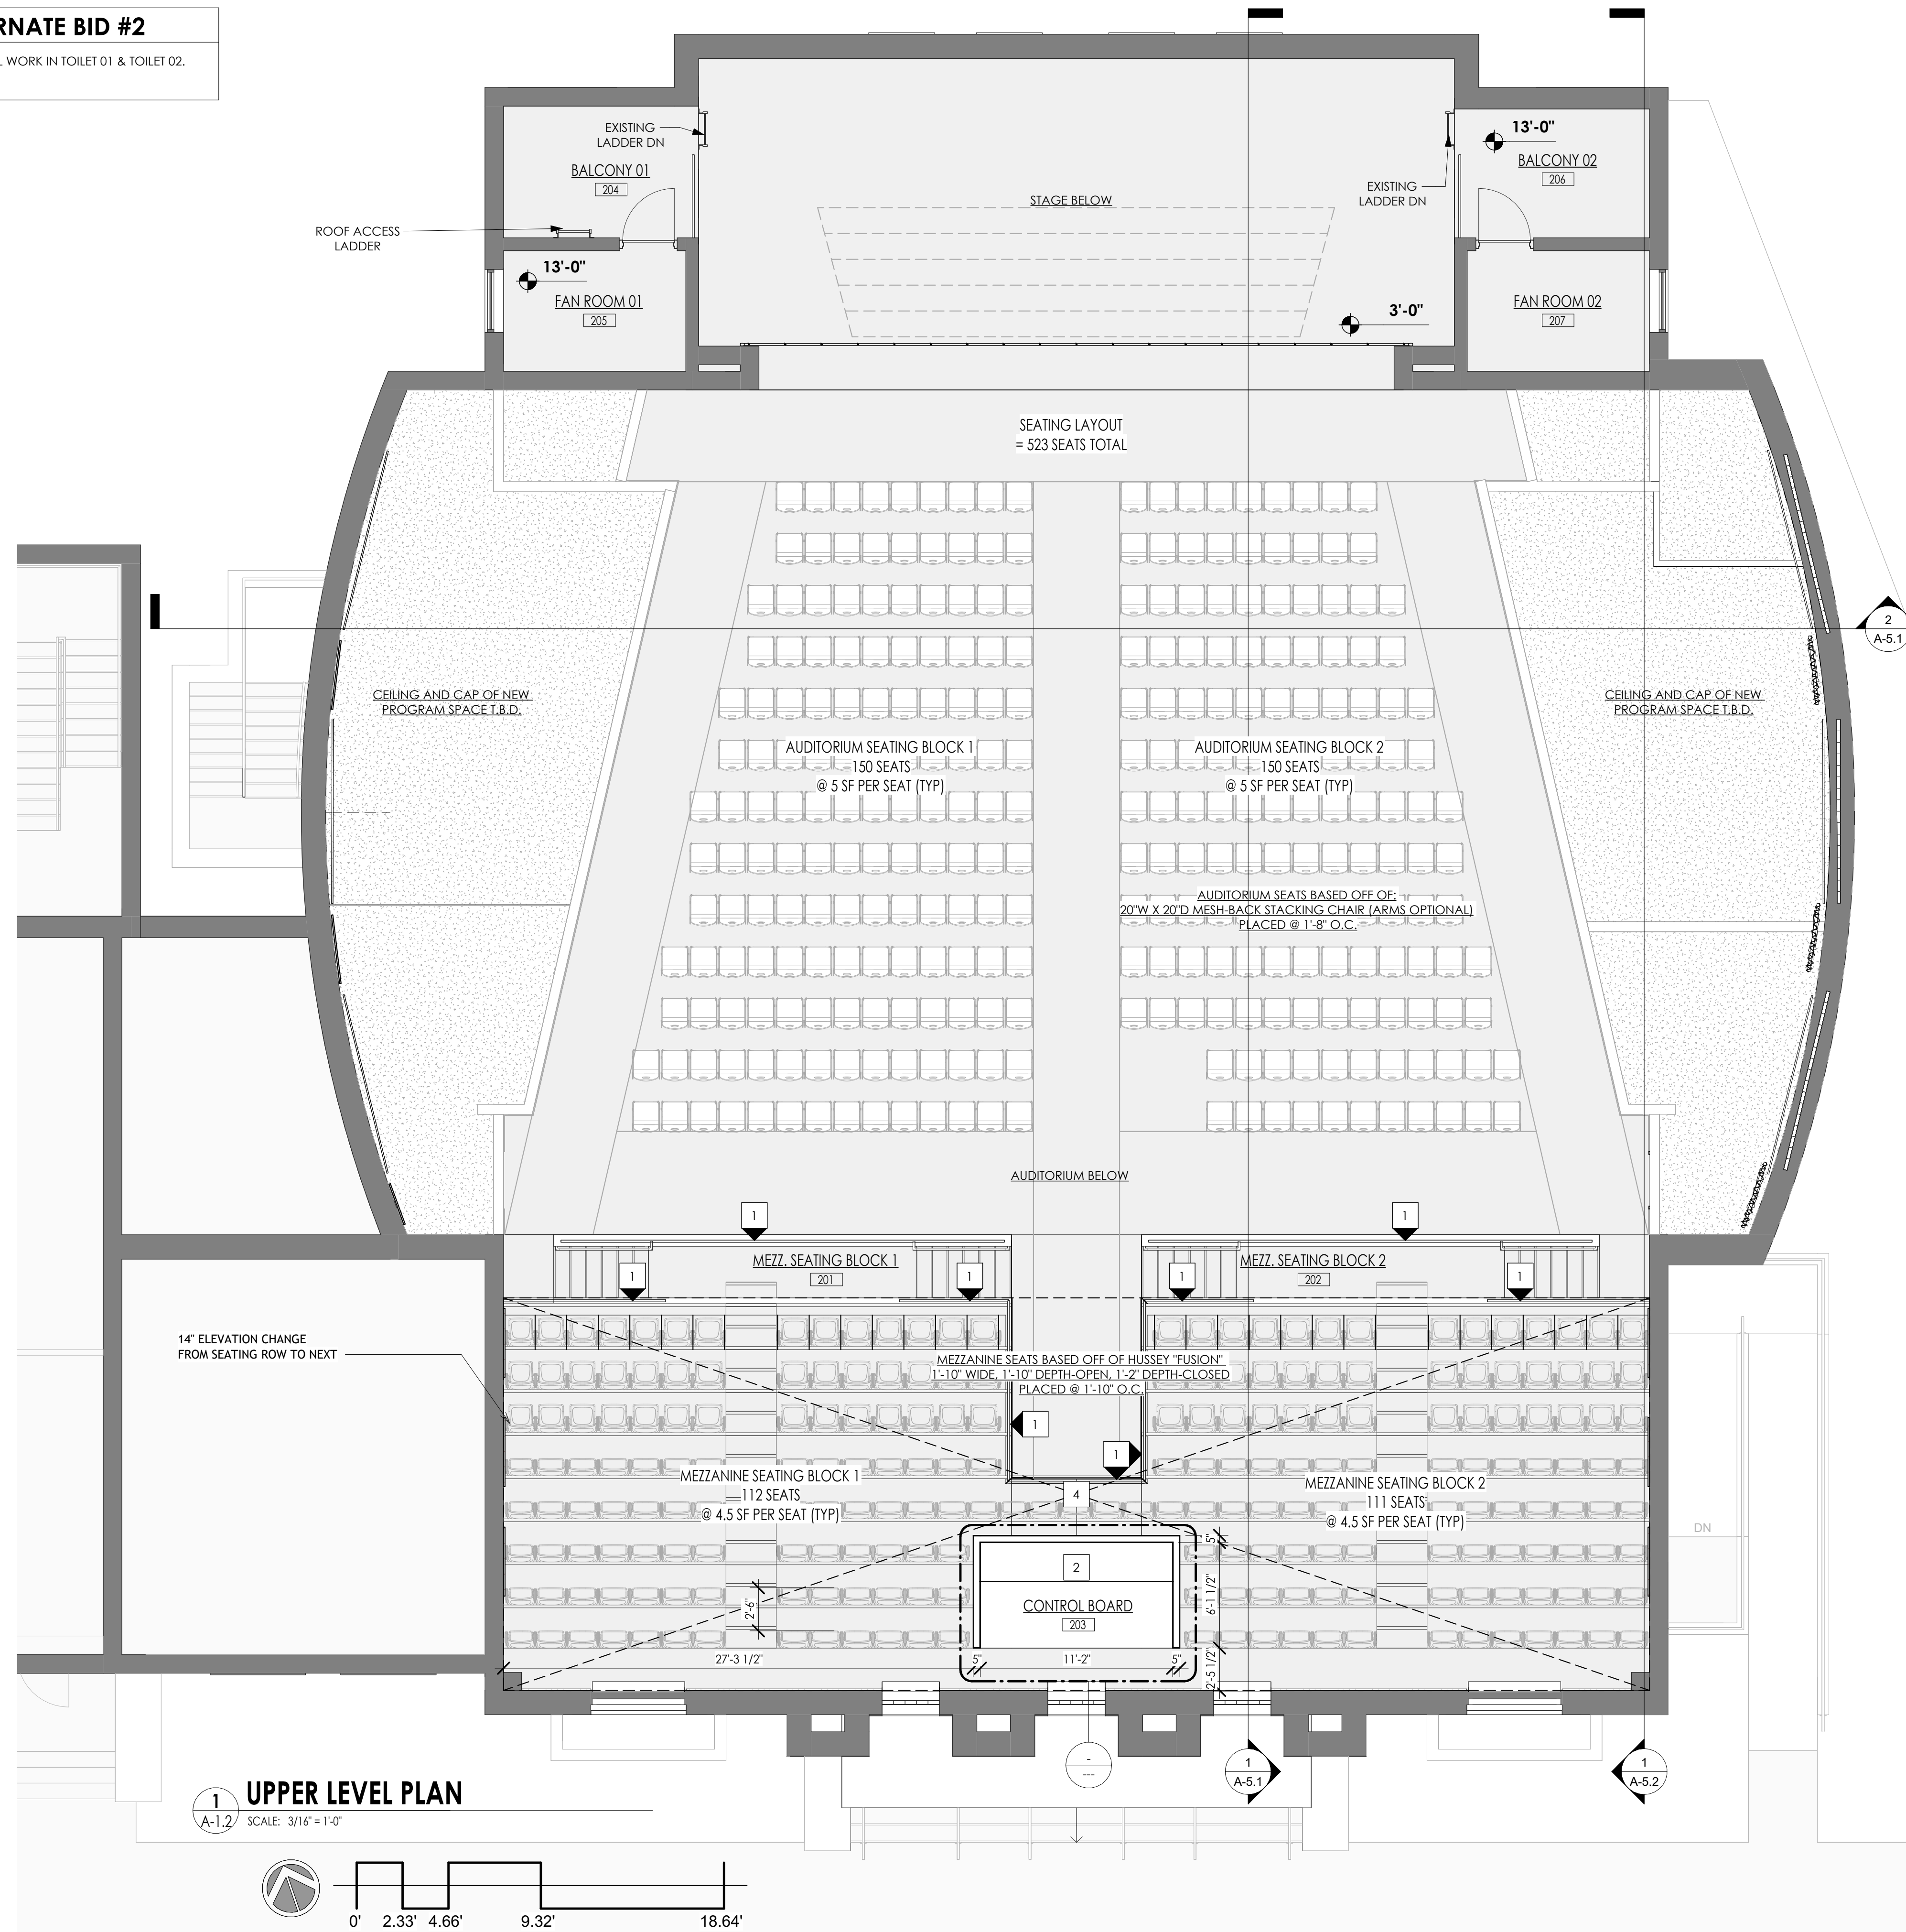 RNATE BID #2
L WORK IN TOILET 01 & TOILET 02.
EXISTING
LADDER DN
BALCONY 01
204
ROOF ACCESS
LADDER
13'-0"
FAN ROOM 01
205
STAGE BELOW
EXISTING
LADDER DN
13'-0"
BALCONY 02
206
FAN ROOM 02
207
3'-0"
SEATING LAYOUT
= 523 SEATS TOTAL
2
A-5.1
CEILING AND CAP OF NEW
PROGRAM SPACE T.B.D.
CEILING AND CAP OF NEW
PROGRAM SPACE T.B.D.
AUDITORIUM SEATING BLOCK 1
150 SEATS
@ 5 SF PER SEAT (TYP)
AUDITORIUM SEATING BLOCK 2
150 SEATS
@ 5 SF PER SEAT (TYP)
AUDITORIUM SEATS BASED OFF OF:
20"W X 20"D MESH-BACK STACKING CHAIR (ARMS OPTIONAL)
PLACED @ 1'-8" O.C.
AUDITORIUM BELOW
1
1
MEZZ. SEATING BLOCK 1
201
MEZZ. SEATING BLOCK 2
202
1
1
1
1
14" ELEVATION CHANGE
FROM SEATING ROW TO NEXT
MEZZANINE SEATS BASED OFF OF HUSSEY "FUSION"
1'-10" WIDE, 1'-10" DEPTH-OPEN, 1'-2" DEPTH-CLOSED
PLACED @ 1'-10" O.C.
1
1
MEZZANINE SEATING BLOCK 1
112 SEATS
@ 4.5 SF PER SEAT (TYP)
4
MEZZANINE SEATING BLOCK 2
111 SEATS
@ 4.5 SF PER SEAT (TYP)
DN
5"
2
CONTROL BOARD
203
2'-6"
6'-1 1/2"
27'-3 1/2"
5"
11'-2"
5"
2'-5 1/2"
-
---
1
A-5.1
1
A-5.2
1
A-1.2
UPPER LEVEL PLAN
SCALE: 3/16" = 1'-0"
0'
2.33'
4.66'
9.32'
18.64'